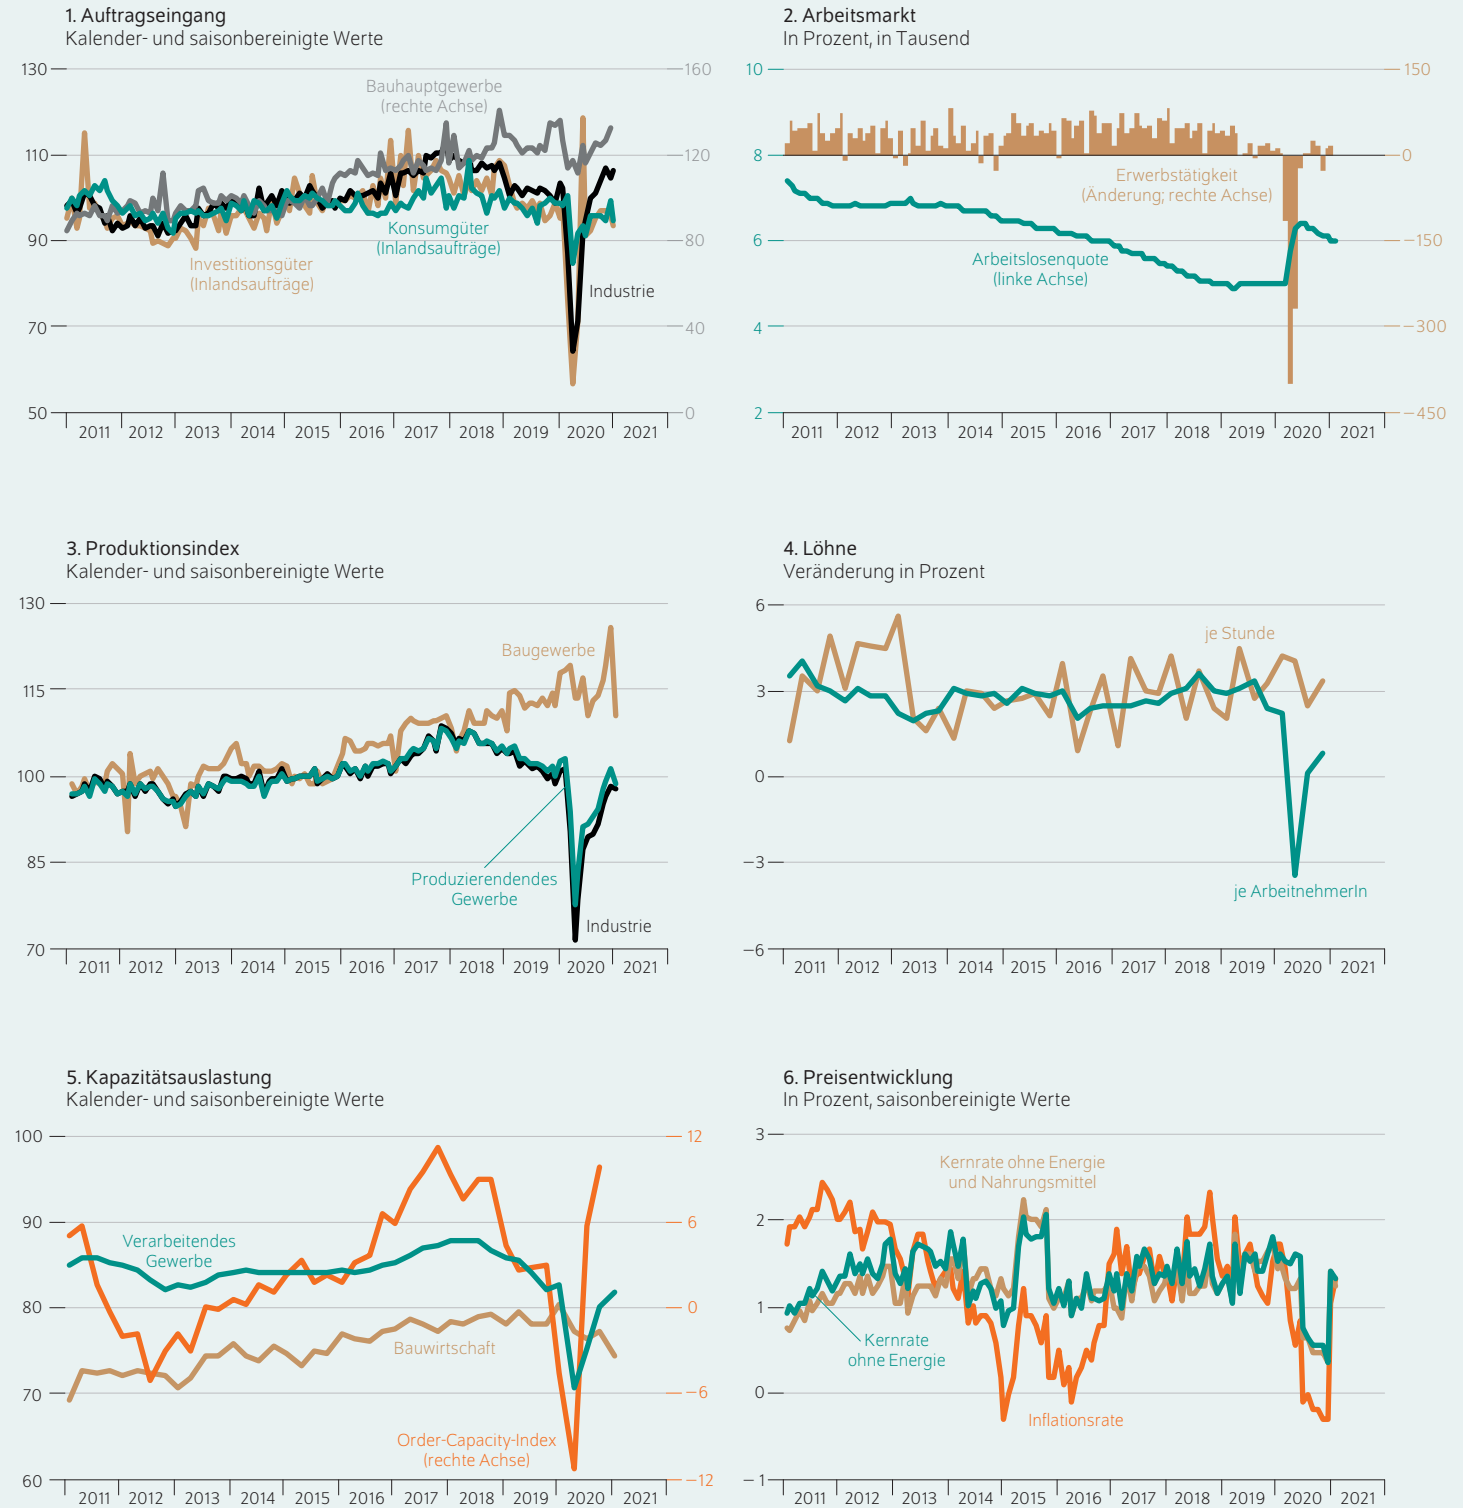 1. Auftragseingang
Kalender- und saisonbereinigte Werte
130
110
90
70
50
160
120
80
40
0
Bauhauptgewerbe
(rechte Achse)
Konsumgüter
(Inlandsaufträge)
Investitionsgüter
(Inlandsaufträge)
Industrie
2011 2012 2013 2014 2015 2016 2017 2018 2019 2020 2021
2. Arbeitsmarkt
In Prozent, in Tausend
10
8
6
4
2
150
0
−150
−300
−450
Erwerbstätigkeit
(Änderung; rechte Achse)
Arbeitslosenquote
(linke Achse)
2011 2012 2013 2014 2015 2016 2017 2018 2019 2020 2021
3. Produktionsindex
Kalender- und saisonbereinigte Werte
130
115
100
85
70
Baugewerbe
Produzierendendes
Gewerbe
Industrie
2011 2012 2013 2014 2015 2016 2017 2018 2019 2020 2021
4. Löhne
Veränderung in Prozent
6
3
0
−3
−6
je Stunde
je ArbeitnehmerIn
2011 2012 2013 2014 2015 2016 2017 2018 2019 2020 2021
5. Kapazitätsauslastung
Kalender- und saisonbereinigte Werte
100
90
80
70
60
12
6
0
−6
−12
Verarbeitendes
Gewerbe
Bauwirtschaft
Order-Capacity-Index
(rechte Achse)
2011 2012 2013 2014 2015 2016 2017 2018 2019 2020 2021
6. Preisentwicklung
In Prozent, saisonbereinigte Werte
3
2
1
0
−1
Kernrate ohne Energie
und Nahrungsmittel
Kernrate
ohne Energie
Inflationsrate
2011 2012 2013 2014 2015 2016 2017 2018 2019 2020 2021